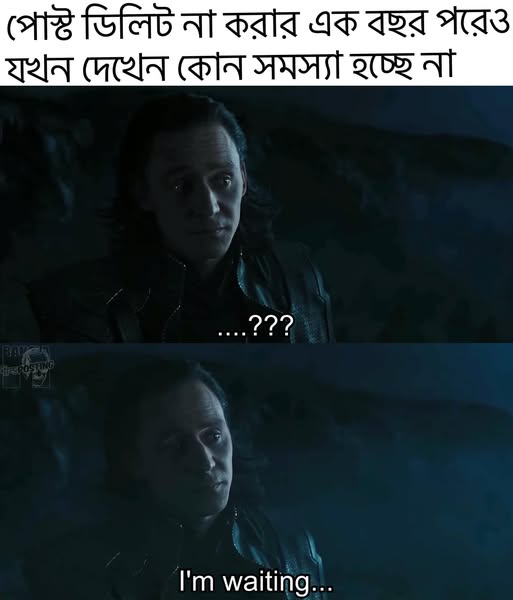 পোস্ট ডিলিট না করার এক বছর পরেও
যখন দেখেন কোন সমস্যা হচ্ছে না
....???
I'm waiting...